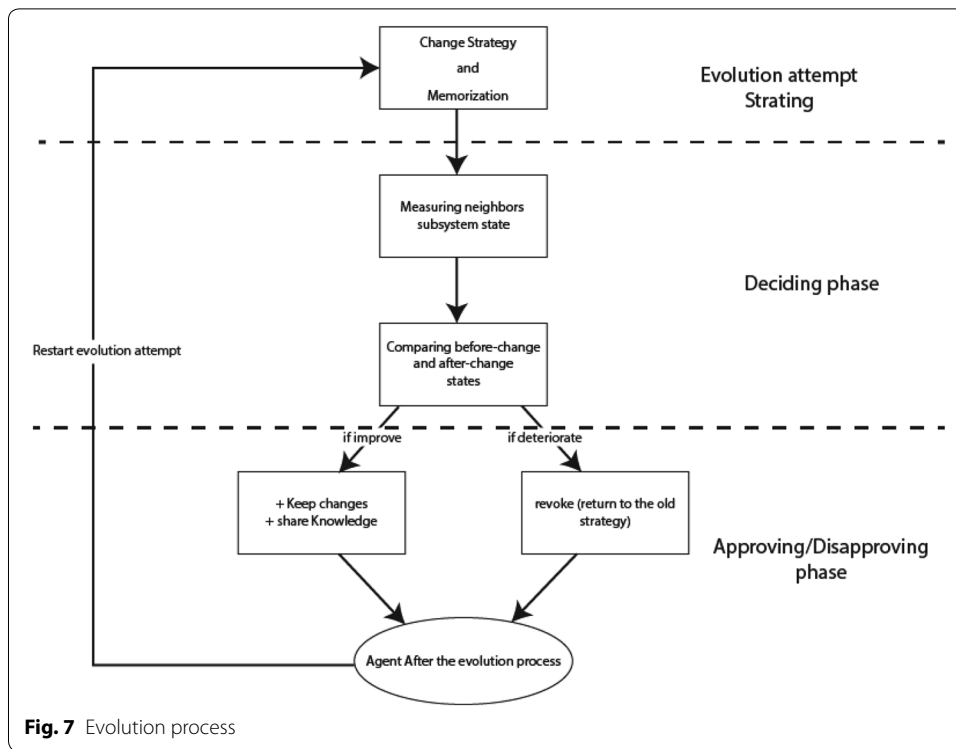 Change Strategy
and
Memorization
Evolution attempt
Strating
Measuring neighbors
subsystem state
Deciding phase
Restart evolution attempt
Comparing before-change
and after-change
states
if improve
if deteriorate
+ Keep changes
+ share Knowledge
revoke (return to the old
strategy)
Approving/Disapproving
phase
Agent After the evolution process
Fig. 7 Evolution process